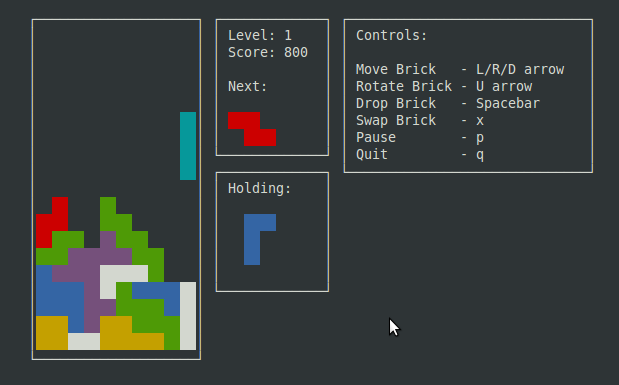 Level: 1
Score: 800
Next:
Holding:
Controls:
Move Brick - L/R/D arrow
Rotate Brick - U arrow
Drop Brick - Spacebar
Swap Brick - x
Pause - p
Quit - q